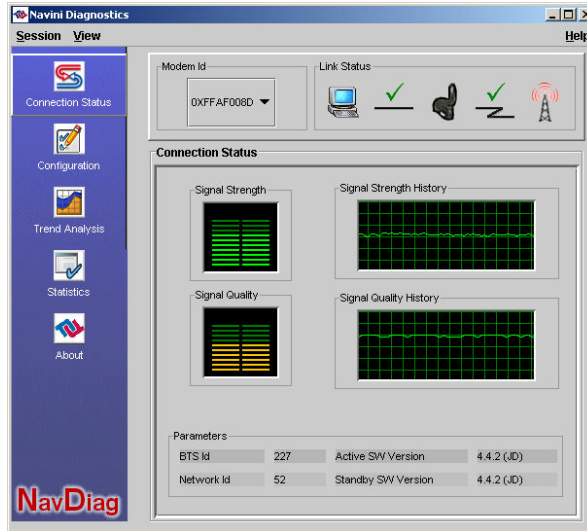 Navini Diagnostics
Session View Help
Connection Status
Configuration
Trend Analysis
Statistics
About
NavDiag
Modem Id
0XFFAF008D
Link Status
Connection Status
Signal Strength
Signal Strength History
Signal Quality
Signal Quality History
Parameters
BTS Id 227 Active SW Version 4.4.2 (JD)
Network Id 52 Standby SW Version 4.4.2 (JD)